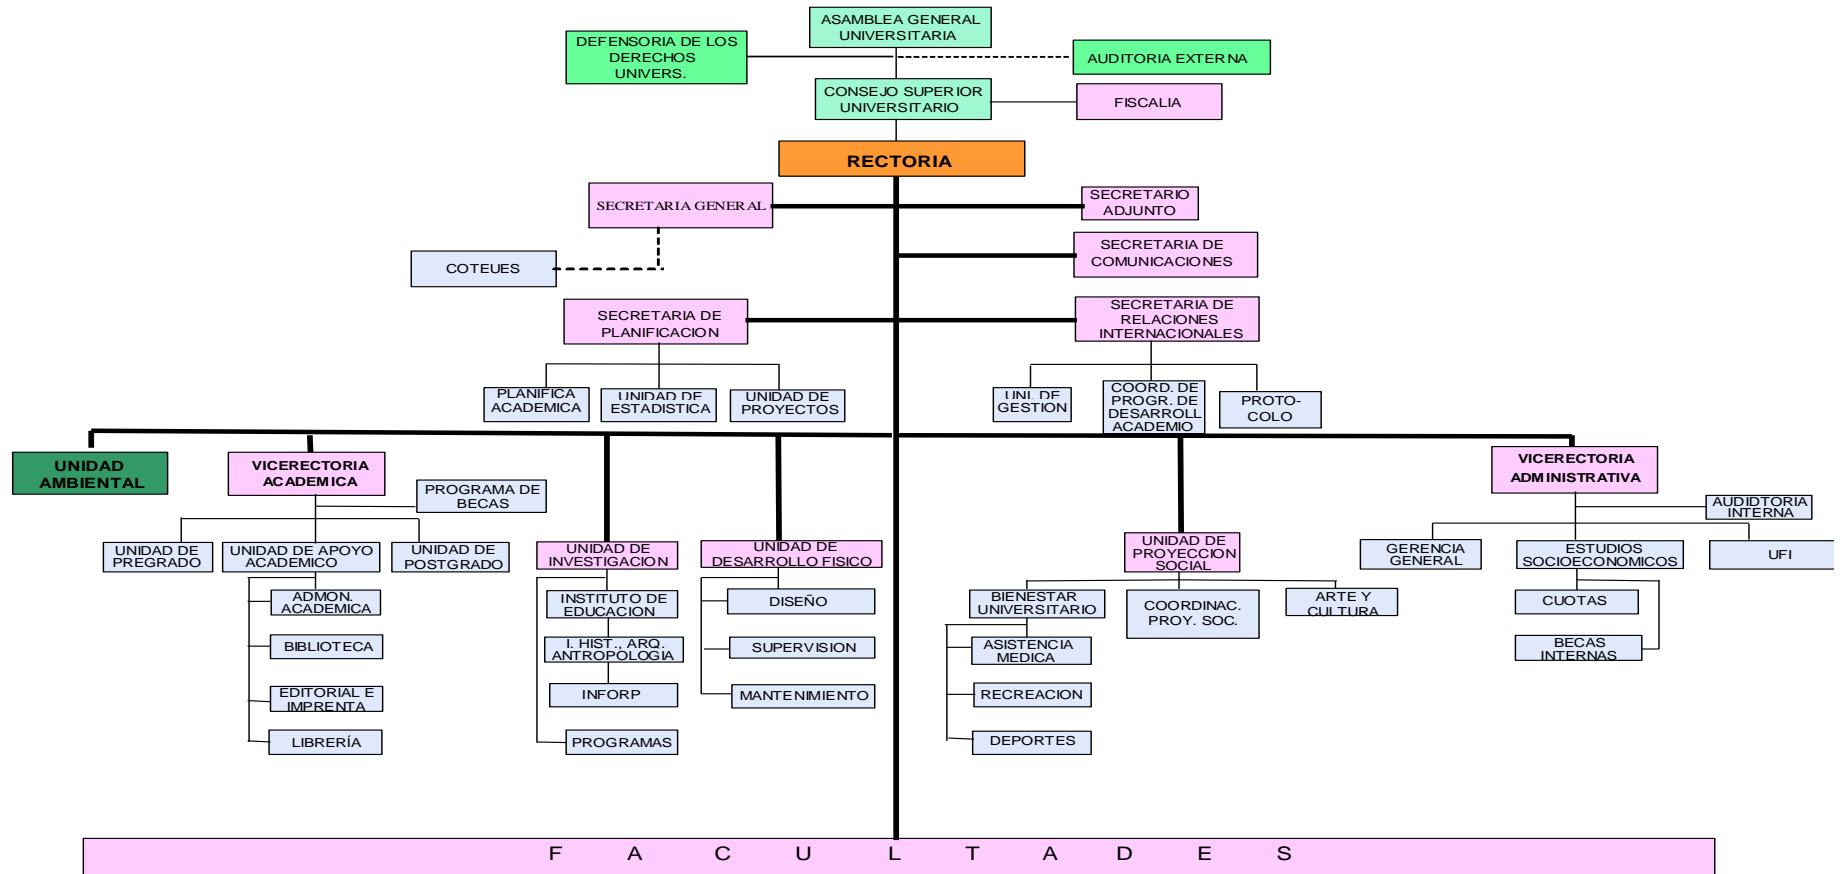 ASAMBLEA GENERAL
UNIVERSITARIA
DEFENSORIA DE LOS
DERECHOS
UNIVERS.
AUDITORIA EXTERNA
CONSEJO SUPERIOR
UNIVERSITARIO
FISCALIA
RECTORIA
SECRETARIA GENERAL
SECRETARIO
ADJUNTO
SECRETARIA DE
COMUNICACIONES
COTEUES
SECRETARIA DE
PLANIFICACION
SECRETARIA DE
RELACIONES
INTERNACIONALES
PLANIFICA
ACADEMICA
UNIDAD DE
ESTADISTICA
UNIDAD DE
PROYECTOS
UNI. DE
GESTION
COORD. DE
PROGR. DE
DESARROLL
ACADEMIO
PROTO-
COLO
UNIDAD
AMBIENTAL
VICERECTORIA
ACADEMICA
VICERECTORIA
ADMINISTRATIVA
PROGRAMA DE
BECAS
AUDIDTORIA
INTERNA
UNIDAD DE
PREGRADO
UNIDAD DE APOYO
ACADEMICO
UNIDAD DE
POSTGRADO
UNIDAD DE
INVESTIGACION
UNIDAD DE
DESARROLLO FISICO
UNIDAD DE
PROYECCION
SOCIAL
GERENCIA
GENERAL
ESTUDIOS
SOCIOECONOMICOS
UFI
ADMON.
ACADEMICA
BIBLIOTECA
EDITORIAL E
IMPRENTA
LIBRERÍA
INSTITUTO DE
EDUCACION
I. HIST., ARQ.
ANTROPOLOGIA
INFORP
PROGRAMAS
DISEÑO
SUPERVISION
MANTENIMIENTO
BIENESTAR
UNIVERSITARIO
COORDINAC.
PROY. SOC.
ARTE Y
CULTURA
ASISTENCIA
MEDICA
RECREACION
DEPORTES
CUOTAS
BECAS
INTERNAS
F A C U L T A D E S